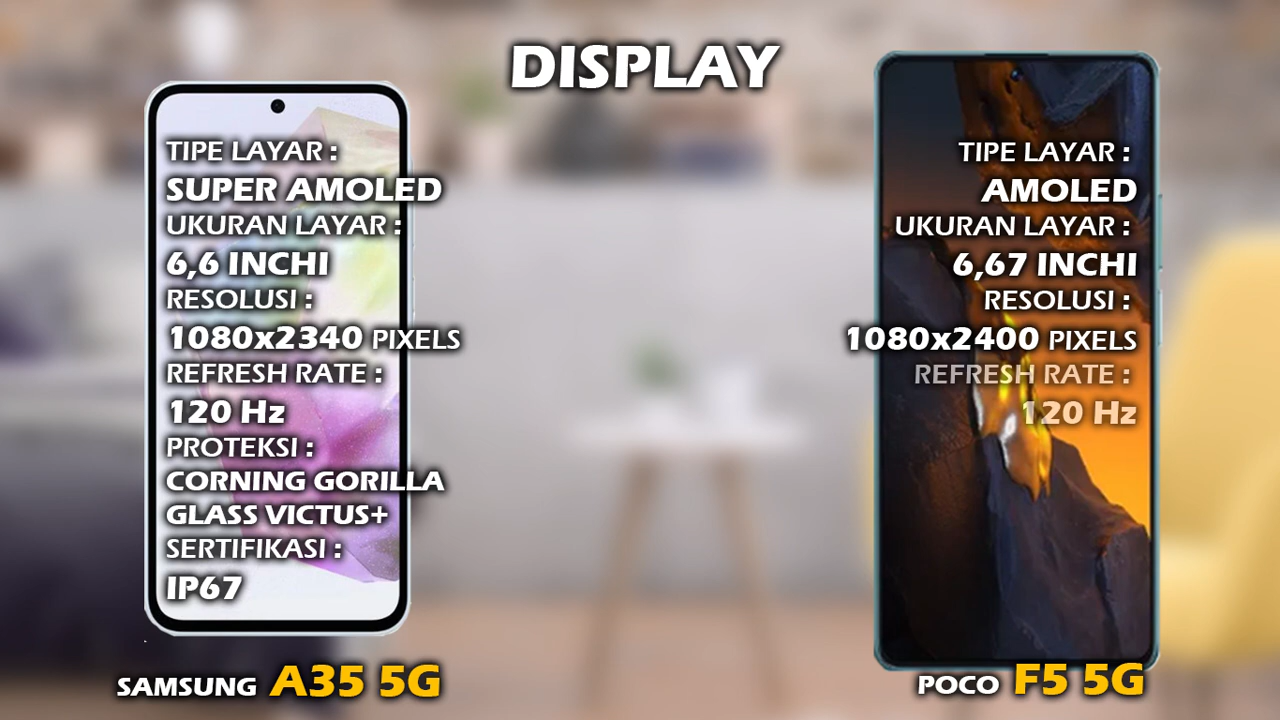 DISPLAY
TIPE LAYAR :
SUPER AMOLED
UKURAN LAYAR :
6,6 INCHI
RESOLUSI :
1080x2340 PIXELS
REFRESH RATE :
120 Hz
PROTEKSI :
CORNING GORILLA
GLASS VICTUS+
SERTIFIKASI :
IP67
SAMSUNG A35 5G
TIPE LAYAR :
AMOLED
UKURAN LAYAR :
6,67 INCHI
RESOLUSI :
1080x2400 PIXELS
REFRESH RATE :
120 Hz
POCO F5 5G